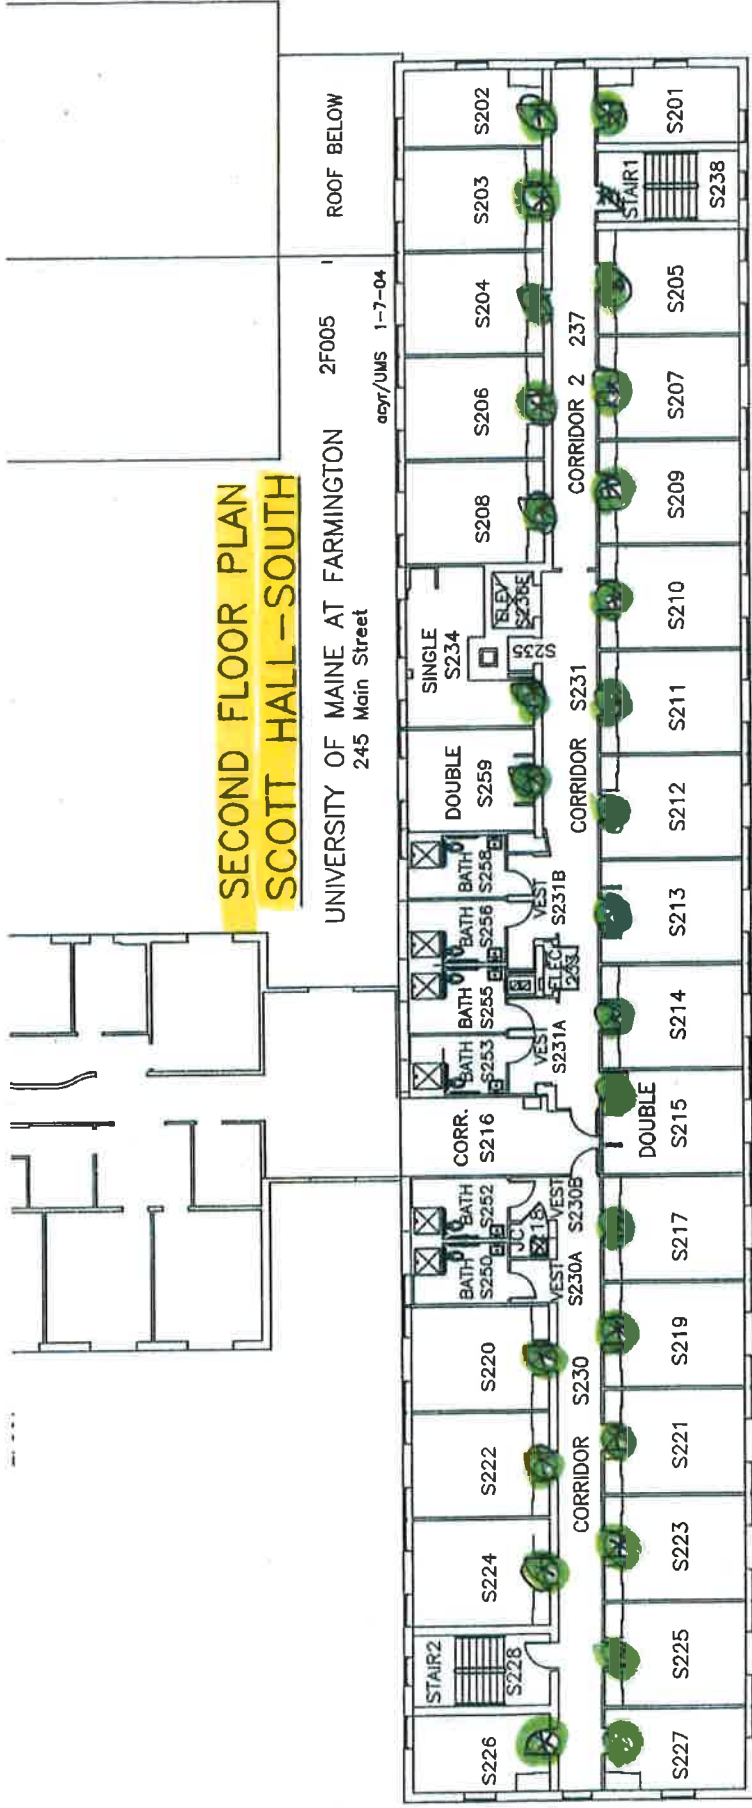 SECOND FLOOR PLAN
SCOTT HALL-SOUTH
UNIVERSITY OF MAINE AT FARMINGTON 2F005
245 Main Street
acyr/UMS 1-7-04
ROOF BELOW
S226
STAIR2
S228
S224
S222
S220
BATH
S250
BATH
S252
JC
S218
VEST
S230A
VEST
S230B
CORR.
S216
BATH
S253
BATH
S255
BATH
S256
BATH
S258
VEST
S231A
ELEC
233
VEST
S231B
DOUBLE
S259
SINGLE
S234
S235
ELEV
S236E
S208
S206
S204
S203
S202
CORRIDOR S230
CORRIDOR S231
CORRIDOR 2 237
S227
S225
S223
S221
S219
S217
DOUBLE
S215
S214
S213
S212
S211
S210
S209
S207
S205
STAIR1
S238
S201